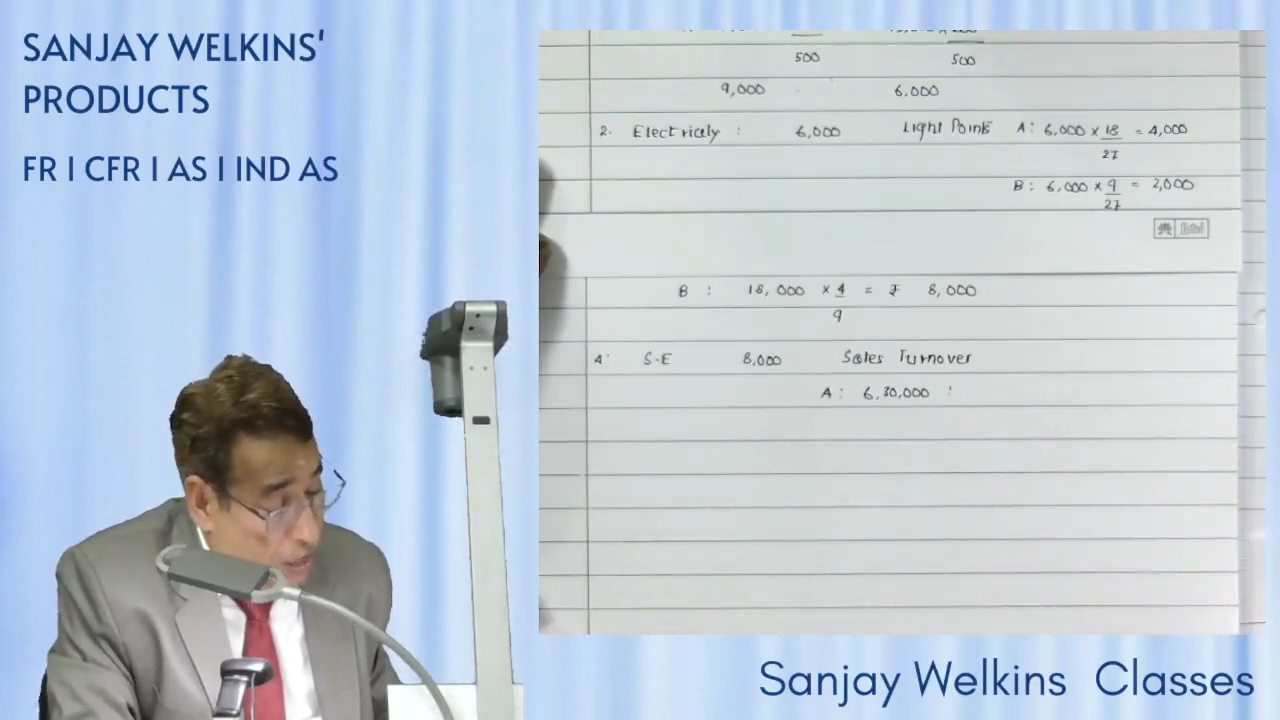 SANJAY WELKINS'
PRODUCTS
FR I CFR I AS I IND AS
500 500
9,000 6,000
2. Electricity : 6,000 Light Points A: 6,000 × 18 = 4,000
27
B: 6,000 × 9 = 2,000
27
B : 18,000 × 4 = ₹ 8,000
9
4. S.E 8,000 Sales Turnover
A: 6,30,000 :
Sanjay Welkins Classes